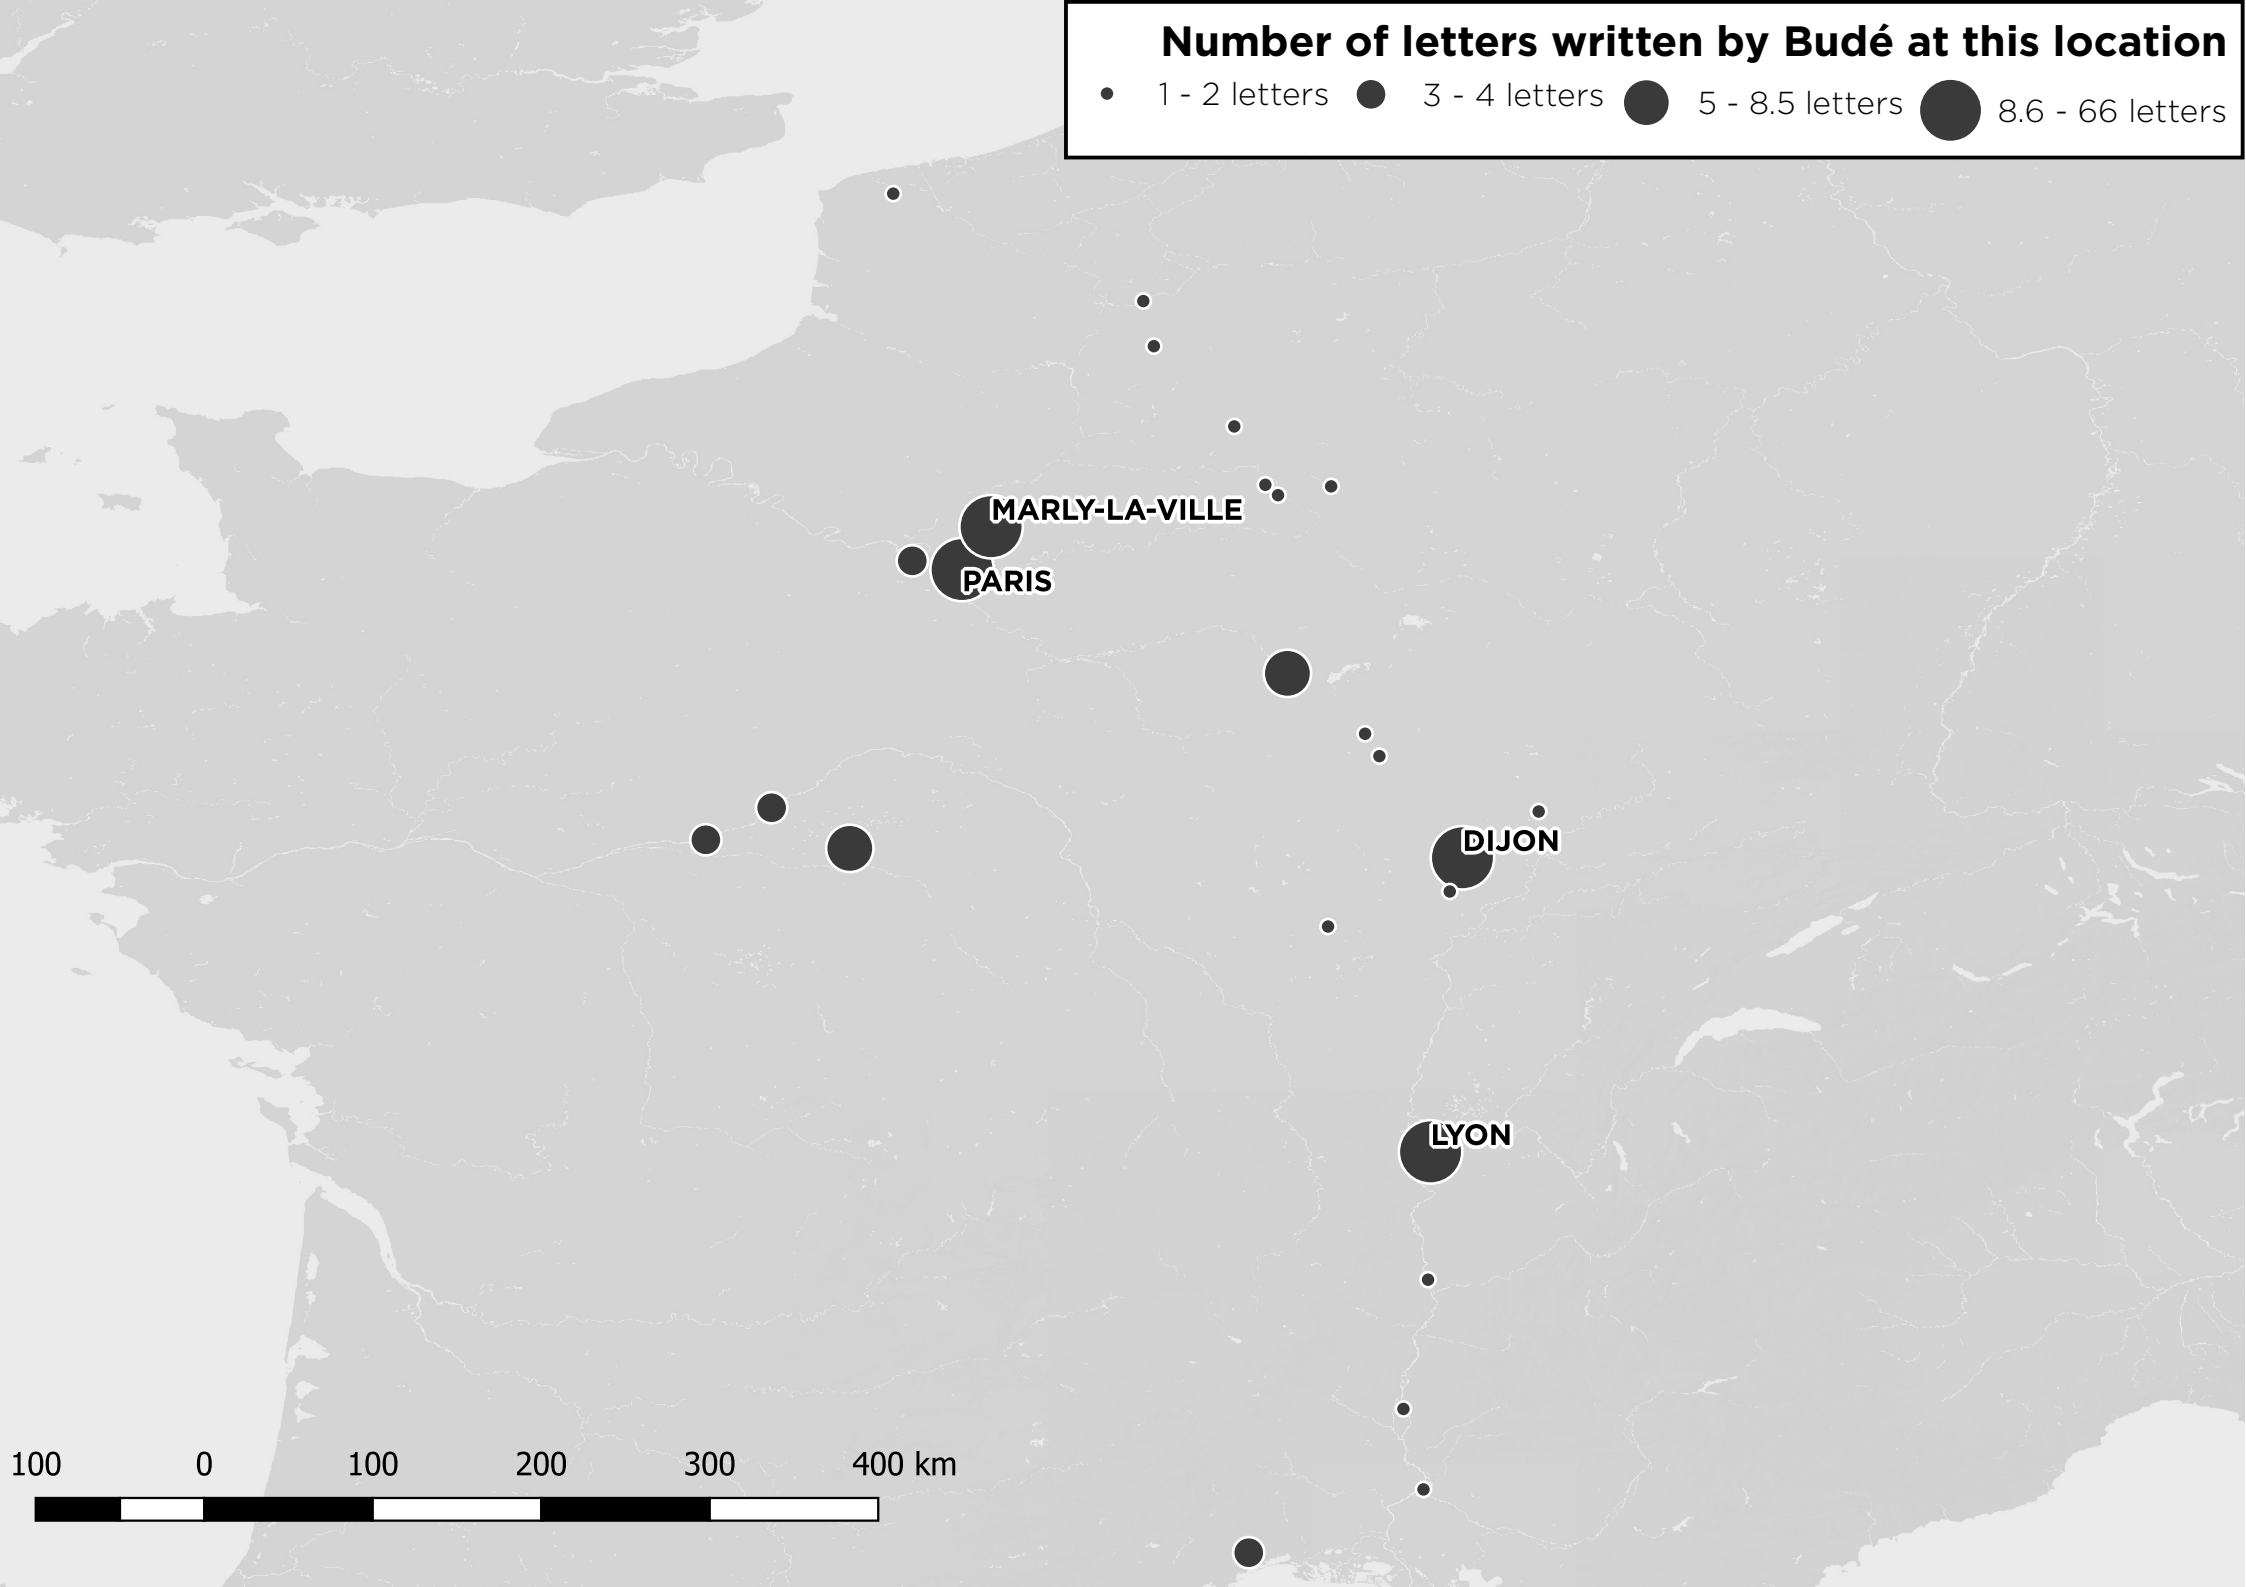 Number of letters written by Budé at this location
1 - 2 letters 3 - 4 letters 5 - 8.5 letters 8.6 - 66 letters
MARLY-LA-VILLE
PARIS
DIJON
LYON
100 0 100 200 300 400 km